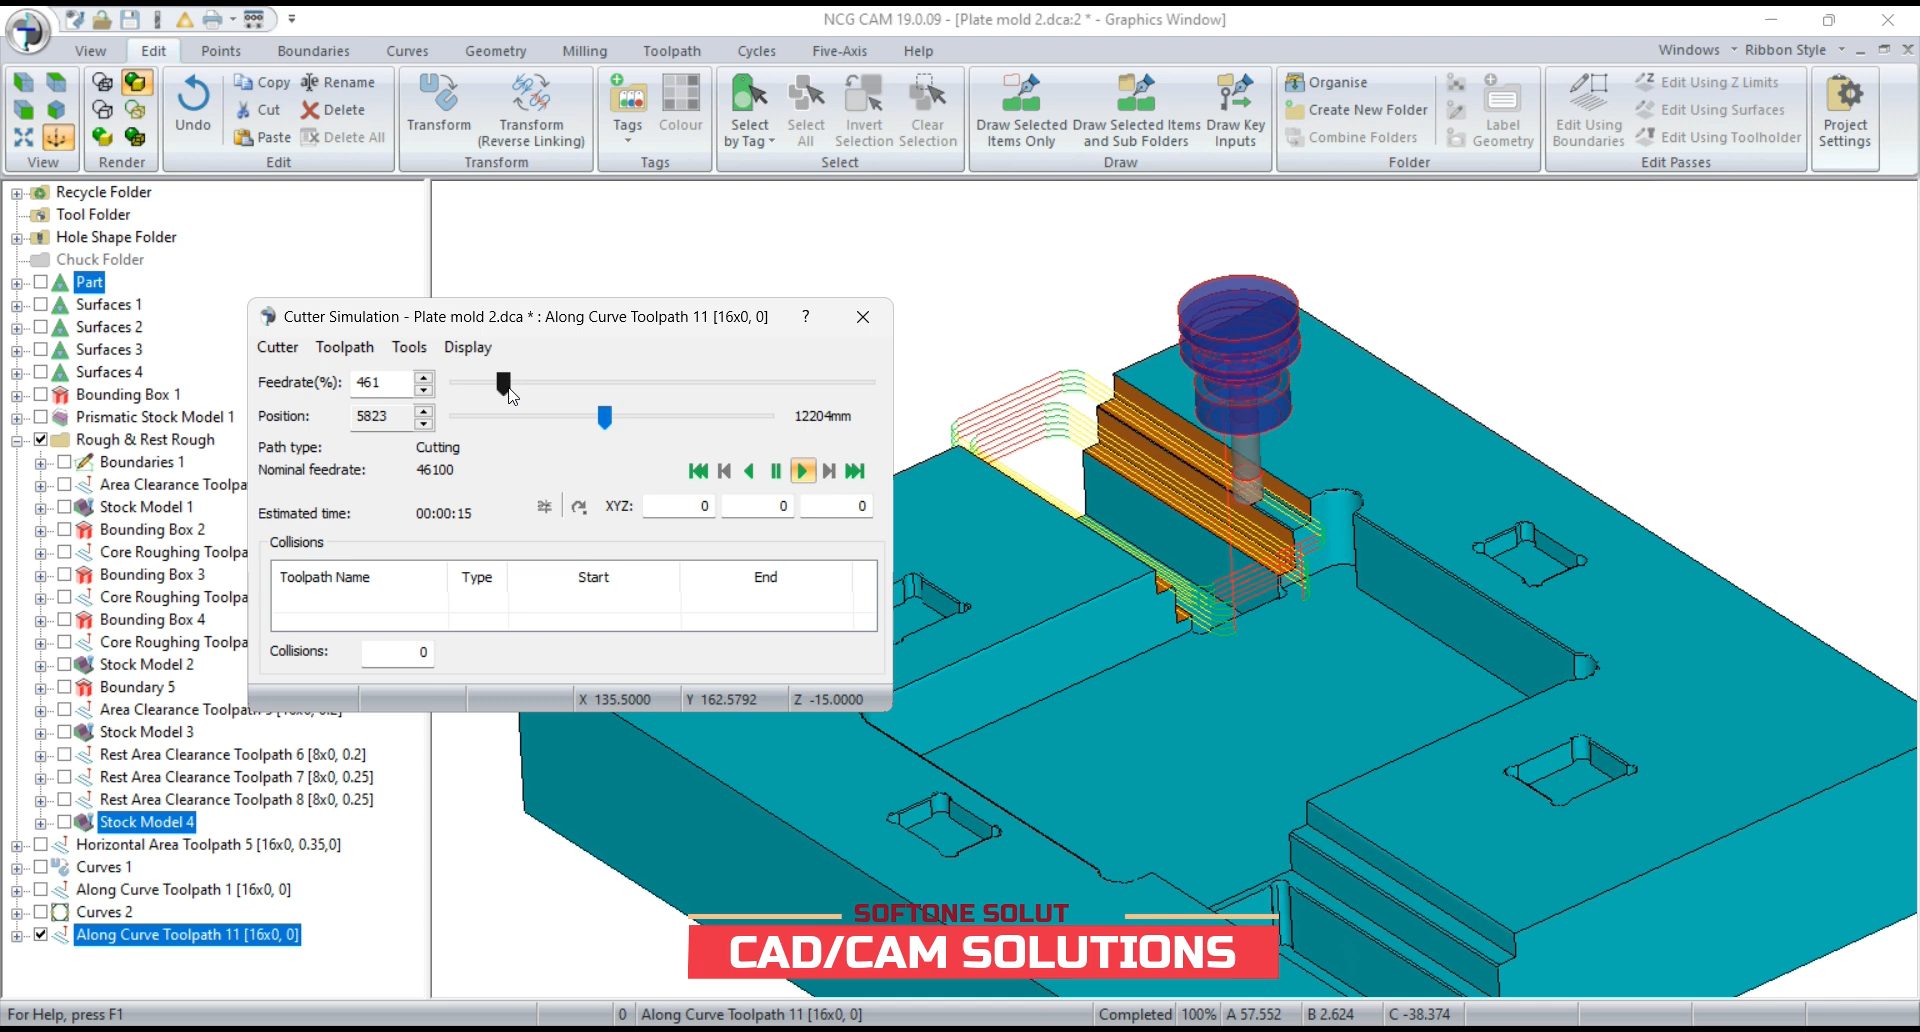 NCG CAM 19.0.09 - [Plate mold 2.dca:2 * - Graphics Window]
View Edit Points Boundaries Curves Geometry Milling Toolpath Cycles Five-Axis Help
Windows Ribbon Style
Undo
Copy Rename
Cut Delete
Paste Delete All
Transform
Transform
(Reverse Linking)
Tags
Colour
Select
by Tag
Select
All
Invert
Selection
Clear
Selection
Draw Selected
Items Only
Draw Selected Items
and Sub Folders
Draw Key
Inputs
Organise
Create New Folder
Combine Folders
Label
Geometry
Edit Using
Boundaries
Edit Using Z Limits
Edit Using Surfaces
Edit Using Toolholder
Project
Settings
View Render Edit Transform Tags Select Draw Folder Edit Passes
Recycle Folder
Tool Folder
Hole Shape Folder
Chuck Folder
Part
Surfaces 1
Surfaces 2
Surfaces 3
Surfaces 4
Bounding Box 1
Prismatic Stock Model 1
Rough & Rest Rough
Boundaries 1
Area Clearance Toolpa
Stock Model 1
Bounding Box 2
Core Roughing Toolpa
Bounding Box 3
Core Roughing Toolpa
Bounding Box 4
Core Roughing Toolpa
Stock Model 2
Boundary 5
Area Clearance Toolpa
Stock Model 3
Rest Area Clearance Toolpath 6 [8x0, 0.2]
Rest Area Clearance Toolpath 7 [8x0, 0.25]
Rest Area Clearance Toolpath 8 [8x0, 0.25]
Stock Model 4
Horizontal Area Toolpath 5 [16x0, 0.35,0]
Curves 1
Along Curve Toolpath 1 [16x0, 0]
Curves 2
Along Curve Toolpath 11 [16x0, 0]
Cutter Simulation - Plate mold 2.dca * : Along Curve Toolpath 11 [16x0, 0] ?
Cutter Toolpath Tools Display
Feedrate(%): 461
Position: 5823 12204mm
Path type: Cutting
Nominal feedrate: 46100
Estimated time: 00:00:15 XYZ: 0 0 0
Collisions
Toolpath Name Type Start End
Collisions: 0
X 135.5000 Y 162.5792 Z -15.0000
SOFTONE SOLUT
CAD/CAM SOLUTIONS
For Help, press F1 0 Along Curve Toolpath 11 [16x0, 0] Completed 100% A 57.552 B 2.624 C -38.374